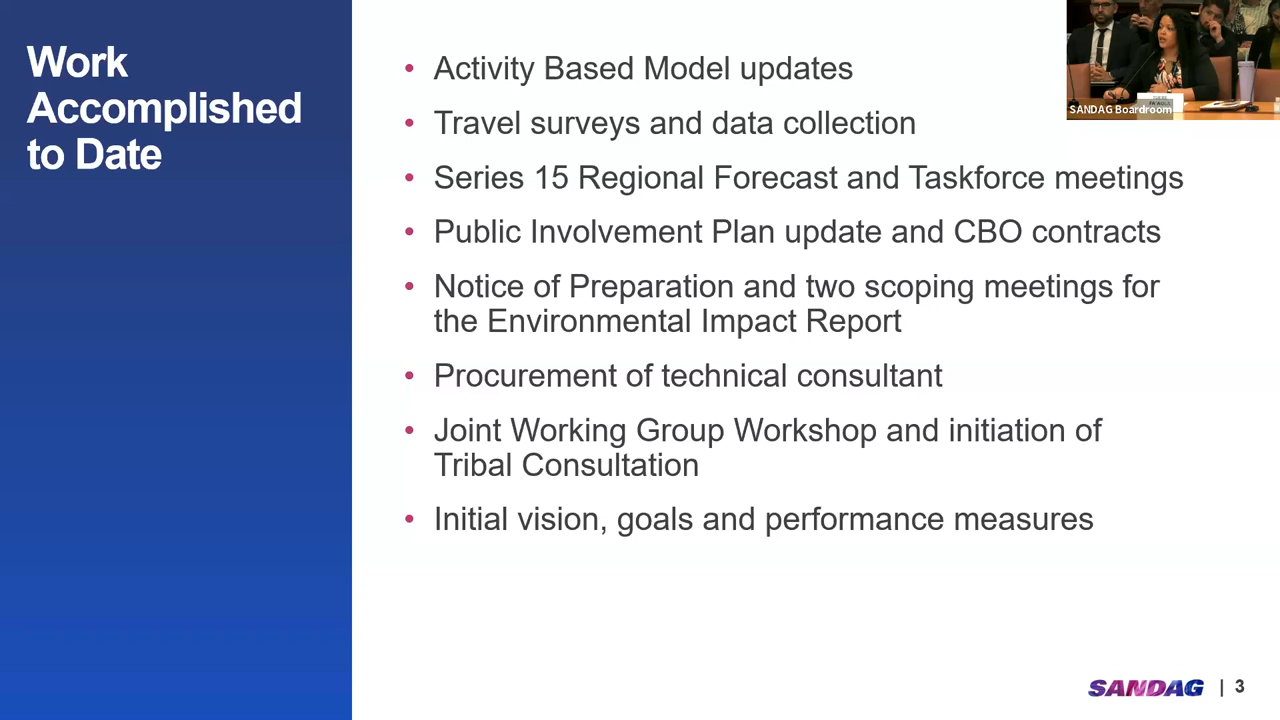 Work
Accomplished
to Date
• Activity Based Model updates
• Travel surveys and data collection
• Series 15 Regional Forecast and Taskforce meetings
• Public Involvement Plan update and CBO contracts
• Notice of Preparation and two scoping meetings for
the Environmental Impact Report
• Procurement of technical consultant
• Joint Working Group Workshop and initiation of
Tribal Consultation
• Initial vision, goals and performance measures
SANDAG Boardroom
SANDAG | 3